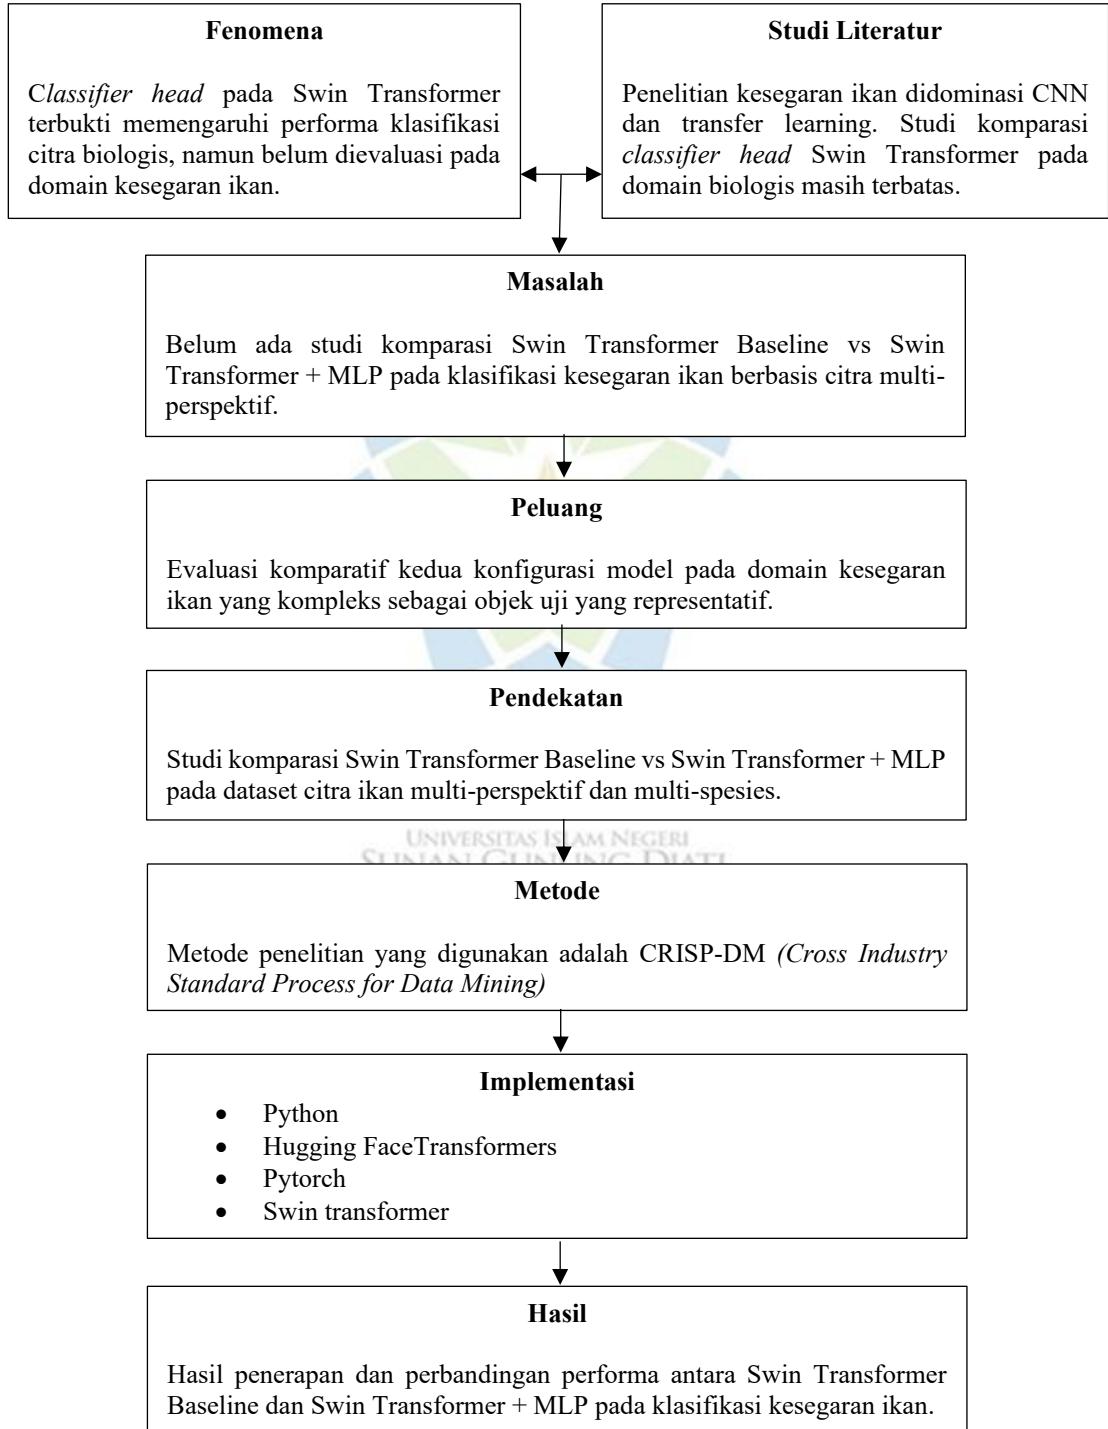 Fenomena
Classifier head pada Swin Transformer
terbukti memengaruhi performa klasifikasi
citra biologis, namun belum dievaluasi pada
domain kesegaran ikan.
Studi Literatur
Penelitian kesegaran ikan didominasi CNN
dan transfer learning. Studi komparasi
classifier head Swin Transformer pada
domain biologis masih terbatas.
Masalah
Belum ada studi komparasi Swin Transformer Baseline vs Swin
Transformer + MLP pada klasifikasi kesegaran ikan berbasis citra multi-
perspektif.
Peluang
Evaluasi komparatif kedua konfigurasi model pada domain kesegaran
ikan yang kompleks sebagai objek uji yang representatif.
Pendekatan
Studi komparasi Swin Transformer Baseline vs Swin Transformer + MLP
pada dataset citra ikan multi-perspektif dan multi-spesies.
UNIVERSITAS ISLAM NEGERI
SUNAN GUNUNG DJATI
Metode
Metode penelitian yang digunakan adalah CRISP-DM (Cross Industry
Standard Process for Data Mining)
Implementasi
• Python
• Hugging FaceTransformers
• Pytorch
• Swin transformer
Hasil
Hasil penerapan dan perbandingan performa antara Swin Transformer
Baseline dan Swin Transformer + MLP pada klasifikasi kesegaran ikan.